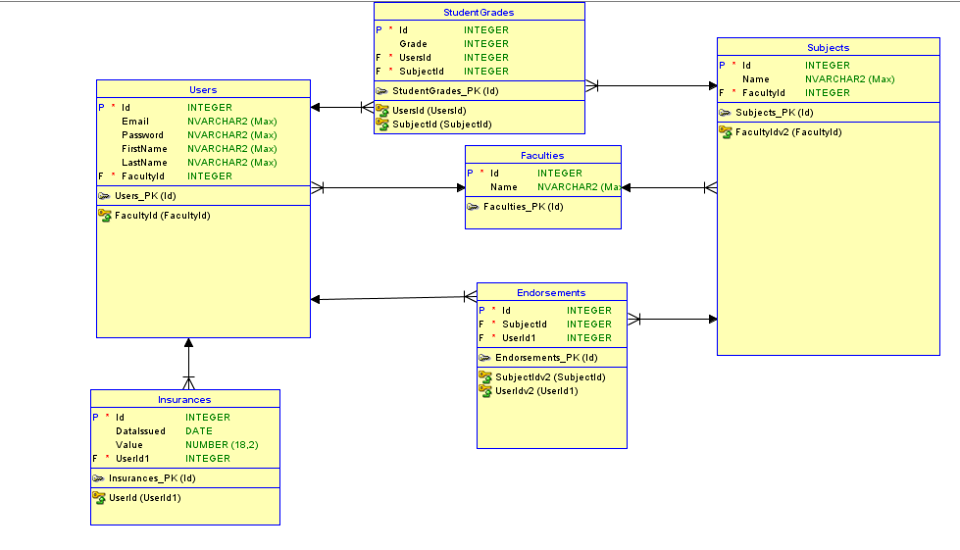 StudentGrades
P * Id INTEGER
Grade INTEGER
F * UsersId INTEGER
F * SubjectId INTEGER
StudentGrades_PK (Id)
UsersId (UsersId)
SubjectId (SubjectId)
Subjects
P * Id INTEGER
Name NVARCHAR2 (Max)
F * FacultyId INTEGER
Subjects_PK (Id)
FacultyIdv2 (FacultyId)
Users
P * Id INTEGER
Email NVARCHAR2 (Max)
Password NVARCHAR2 (Max)
FirstName NVARCHAR2 (Max)
LastName NVARCHAR2 (Max)
F * FacultyId INTEGER
Users_PK (Id)
FacultyId (FacultyId)
Faculties
P * Id INTEGER
Name NVARCHAR2 (Ma
Faculties_PK (Id)
Endorsements
P * Id INTEGER
F * SubjectId INTEGER
F * UserId1 INTEGER
Endorsements_PK (Id)
SubjectIdv2 (SubjectId)
UserIdv2 (UserId1)
Insurances
P * Id INTEGER
DataIssued DATE
Value NUMBER (18,2)
F * UserId1 INTEGER
Insurances_PK (Id)
UserId (UserId1)